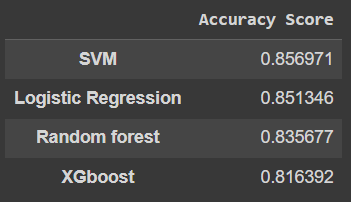 Accuracy Score
SVM 0.856971
Logistic Regression 0.851346
Random forest 0.835677
XGboost 0.816392